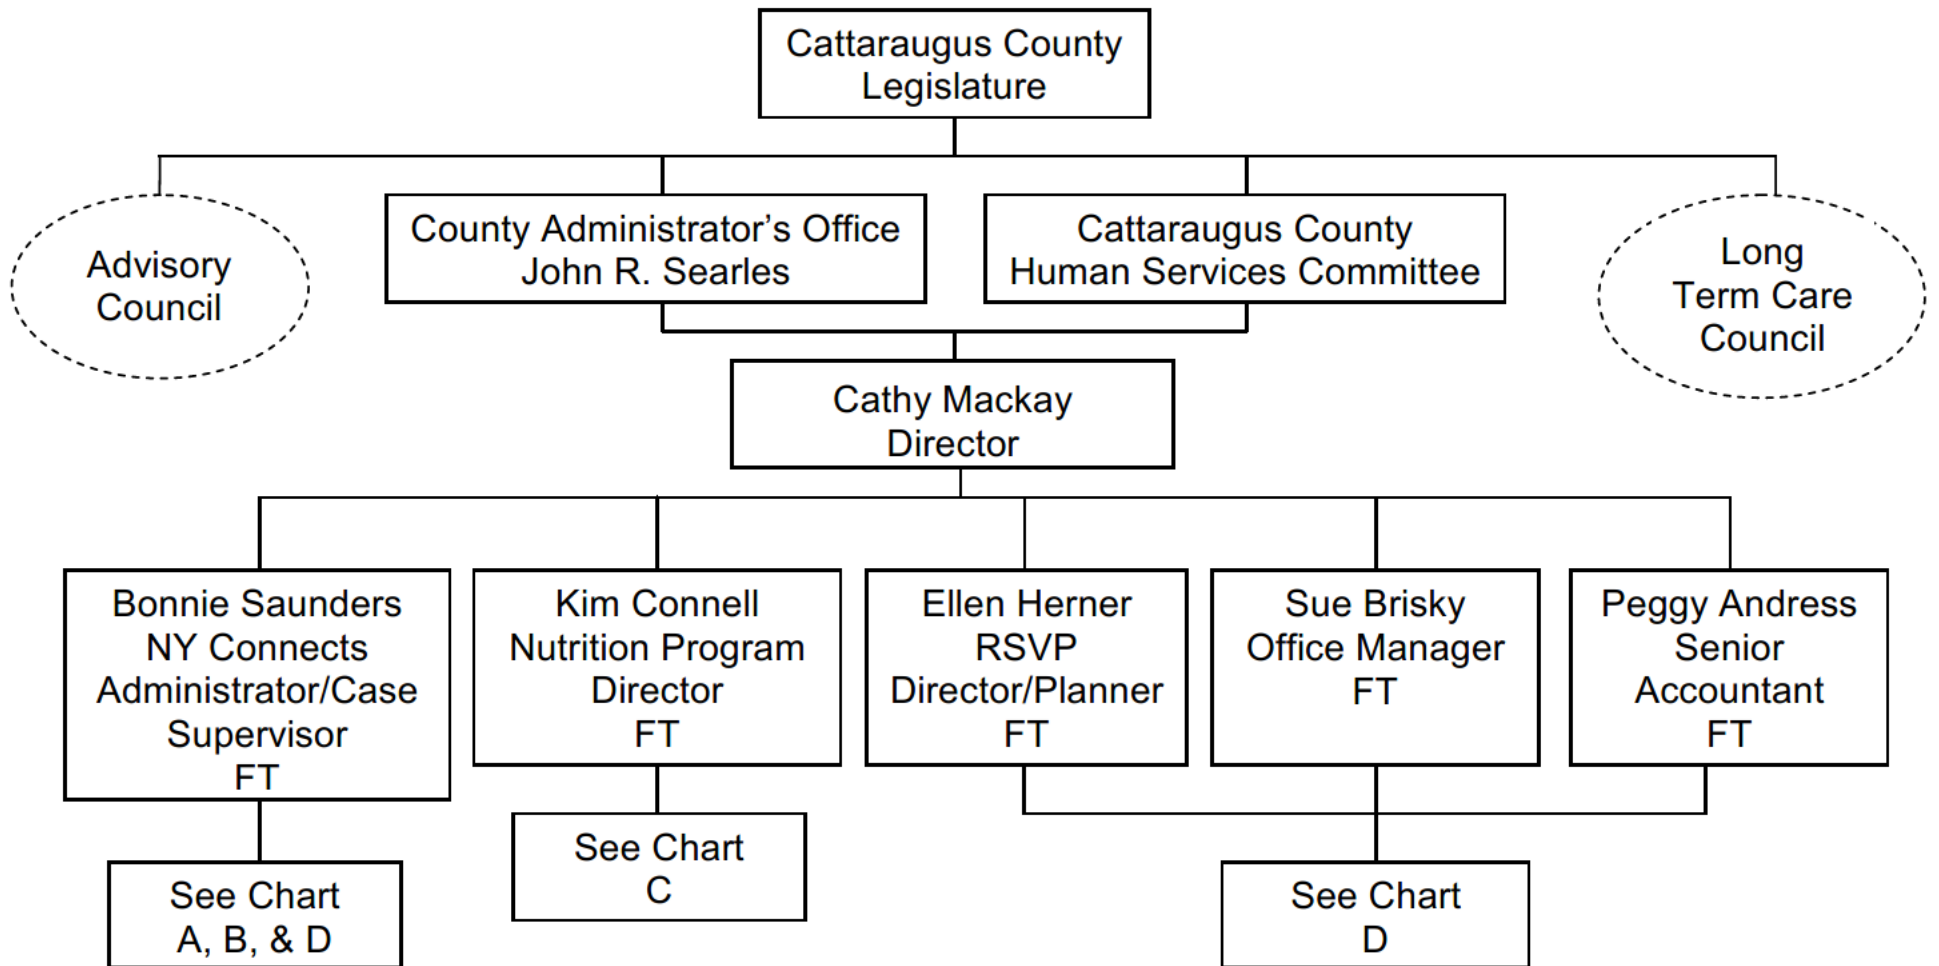 Cattaraugus County
Legislature
Advisory
Council
County Administrator’s Office
John R. Searles
Cattaraugus County
Human Services Committee
Long
Term Care
Council
Cathy Mackay
Director
Bonnie Saunders
NY Connects
Administrator/Case
Supervisor
FT
Kim Connell
Nutrition Program
Director
FT
Ellen Herner
RSVP
Director/Planner
FT
Sue Brisky
Office Manager
FT
Peggy Andress
Senior
Accountant
FT
See Chart
A, B, & D
See Chart
C
See Chart
D